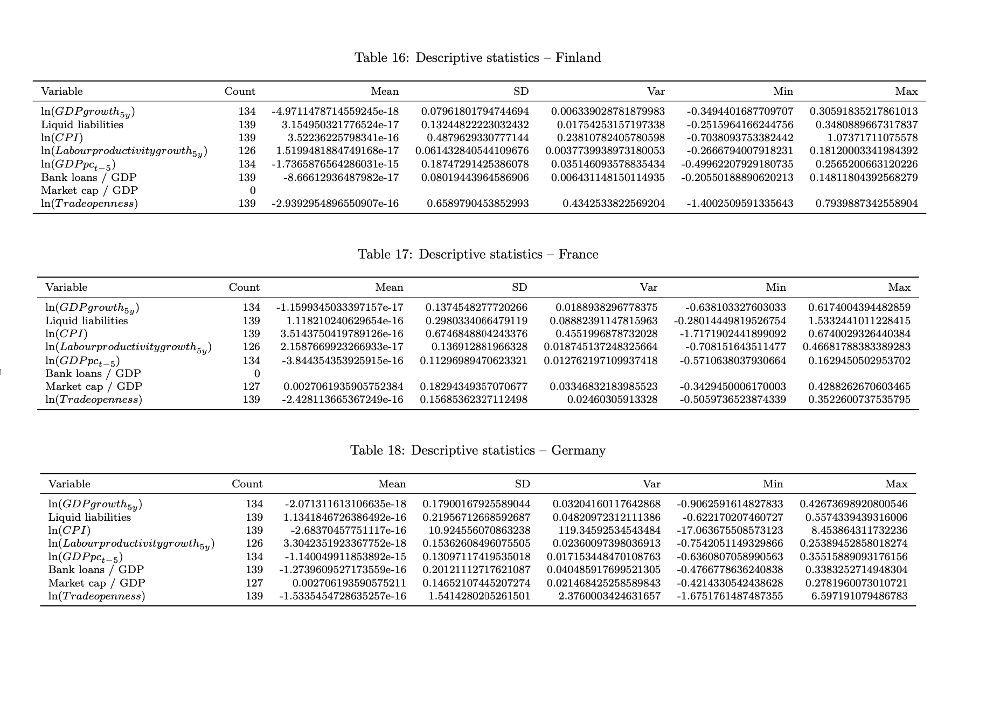 Table 16: Descriptive statistics – Finland
Variable Count Mean SD Var Min Max
ln(GDPgrowth5y) 134 -4.9711478714559245e-18 0.07961801794744694 0.006339028781879983 -0.3494401687709707 0.30591835217861013
Liquid liabilities 139 3.154950321776524e-17 0.13244822223032432 0.01754253157197338 -0.2515964166244756 0.3480889667317837
ln(CPI) 139 3.52236225798341e-16 0.4879629330777144 0.23810782405780598 -0.7038093753382442 1.07371711075578
ln(Labourproductivitygrowth5y) 126 1.5199481884749168e-17 0.061432840544109676 0.0037739938973180053 -0.2666794007918231 0.18120003341984392
ln(GDPpct−5) 134 -1.7365876564286031e-15 0.18747291425386078 0.035146093578835434 -0.49962207929180735 0.2565200663120226
Bank loans / GDP 139 -8.66612936487982e-17 0.08019443964586906 0.006431148150114935 -0.20550188890620213 0.14811804392568279
Market cap / GDP 0
ln(Tradeopenness) 139 -2.9392954896550907e-16 0.6589790453852993 0.4342533822569204 -1.4002509591335643 0.7939887342558904
Table 17: Descriptive statistics – France
Variable Count Mean SD Var Min Max
ln(GDPgrowth5y) 134 -1.1599345033397157e-17 0.1374548277720266 0.0188938296778375 -0.638103327603033 0.6174004394482859
Liquid liabilities 139 1.118210240629654e-16 0.2980334066479119 0.08882391147815963 -0.28014449819526754 1.5332441011228415
ln(CPI) 139 3.5143750419789126e-16 0.6746848804243376 0.4551996878732028 -1.7171902441899092 0.6740029326440384
ln(Labourproductivitygrowth5y) 126 2.1587669923266933e-17 0.136912881966328 0.018745137248325664 -0.708151643511477 0.46681788383389283
ln(GDPpct−5) 134 -3.844354353925915e-16 0.11296989470623321 0.012762197109937418 -0.5710638037930664 0.1629450502953702
Bank loans / GDP 0
Market cap / GDP 127 0.0027061935905752384 0.18294349357070677 0.03346832183985523 -0.3429450006170003 0.4288262670603465
ln(Tradeopenness) 139 -2.428113665367249e-16 0.15685362327112498 0.02460305913328 -0.5059736523874339 0.3522600737535795
Table 18: Descriptive statistics – Germany
Variable Count Mean SD Var Min Max
ln(GDPgrowth5y) 134 -2.071311613106635e-18 0.17900167925589044 0.03204160117642868 -0.9062591614827833 0.42673698920800546
Liquid liabilities 139 1.1341846726386492e-16 0.21956712668592687 0.04820972312111386 -0.622170207460727 0.5574339439316006
ln(CPI) 139 -2.68370457751117e-16 10.924556070863238 119.34592534543484 -17.063675508573123 8.453864311732236
ln(Labourproductivitygrowth5y) 126 3.3042351923367752e-18 0.15362608496075505 0.02360097398036913 -0.7542051149329866 0.25389452858018274
ln(GDPpct−5) 134 -1.140049911853892e-15 0.13097117419535018 0.017153448470108763 -0.6360807058990563 0.35515889093176156
Bank loans / GDP 139 -1.2739609527173559e-16 0.20121112717621087 0.040485917699521305 -0.4766778636240838 0.3383252714948304
Market cap / GDP 127 0.002706193590575211 0.14652107445207274 0.021468425258589843 -0.4214330542438628 0.2781960073010721
ln(Tradeopenness) 139 -1.5335454728635257e-16 1.5414280205261501 2.3760003424631657 -1.6751761487487355 6.597191079486783